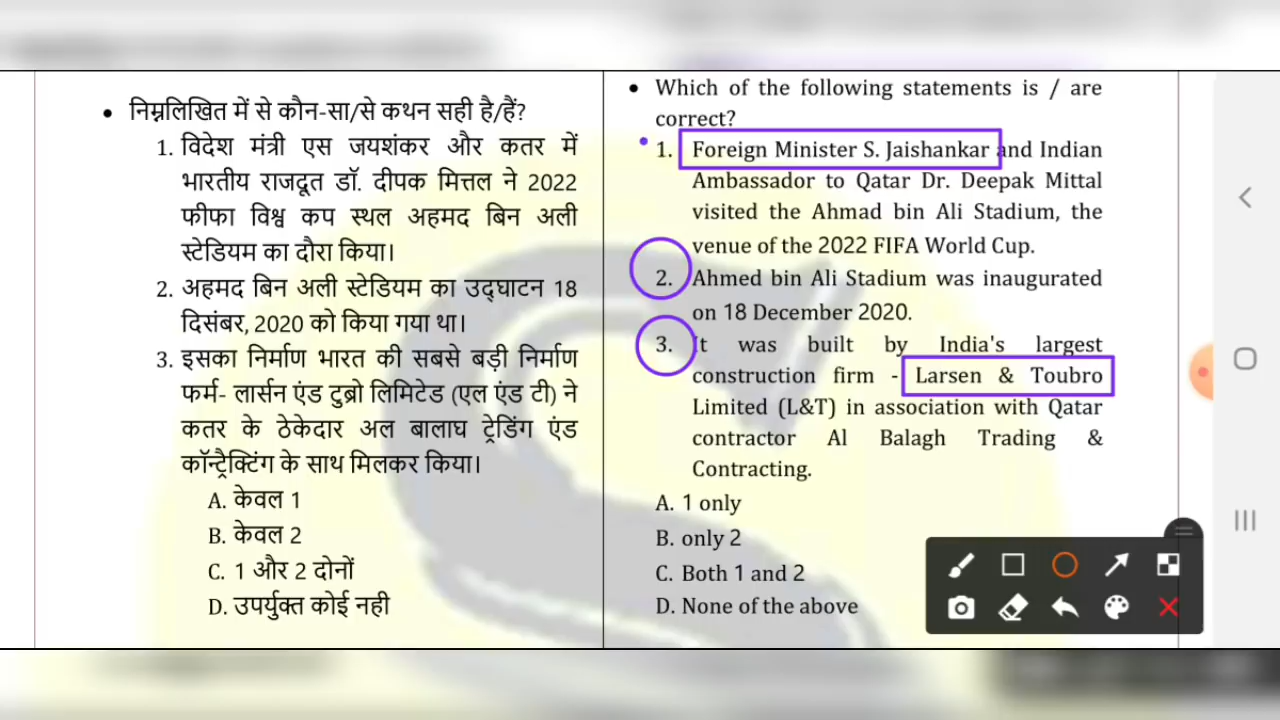 • निम्नलिखित में से कौन-सा/से कथन सही है/हैं?
1. विदेश मंत्री एस जयशंकर और कतर में
भारतीय राजदूत डॉ. दीपक मित्तल ने 2022
फीफा विश्व कप स्थल अहमद बिन अली
स्टेडियम का दौरा किया।
2. अहमद बिन अली स्टेडियम का उद्घाटन 18
दिसंबर, 2020 को किया गया था।
3. इसका निर्माण भारत की सबसे बड़ी निर्माण
फर्म- लार्सन एंड टुब्रो लिमिटेड (एल एंड टी) ने
कतर के ठेकेदार अल बालाघ ट्रेडिंग एंड
कॉन्ट्रैक्टिंग के साथ मिलकर किया।
A. केवल 1
B. केवल 2
C. 1 और 2 दोनों
D. उपर्युक्त कोई नही
• Which of the following statements is / are
correct?
1. Foreign Minister S. Jaishankar and Indian
Ambassador to Qatar Dr. Deepak Mittal
visited the Ahmad bin Ali Stadium, the
venue of the 2022 FIFA World Cup.
2. Ahmed bin Ali Stadium was inaugurated
on 18 December 2020.
3. It was built by India's largest
construction firm - Larsen & Toubro
Limited (L&T) in association with Qatar
contractor Al Balagh Trading &
Contracting.
A. 1 only
B. only 2
C. Both 1 and 2
D. None of the above